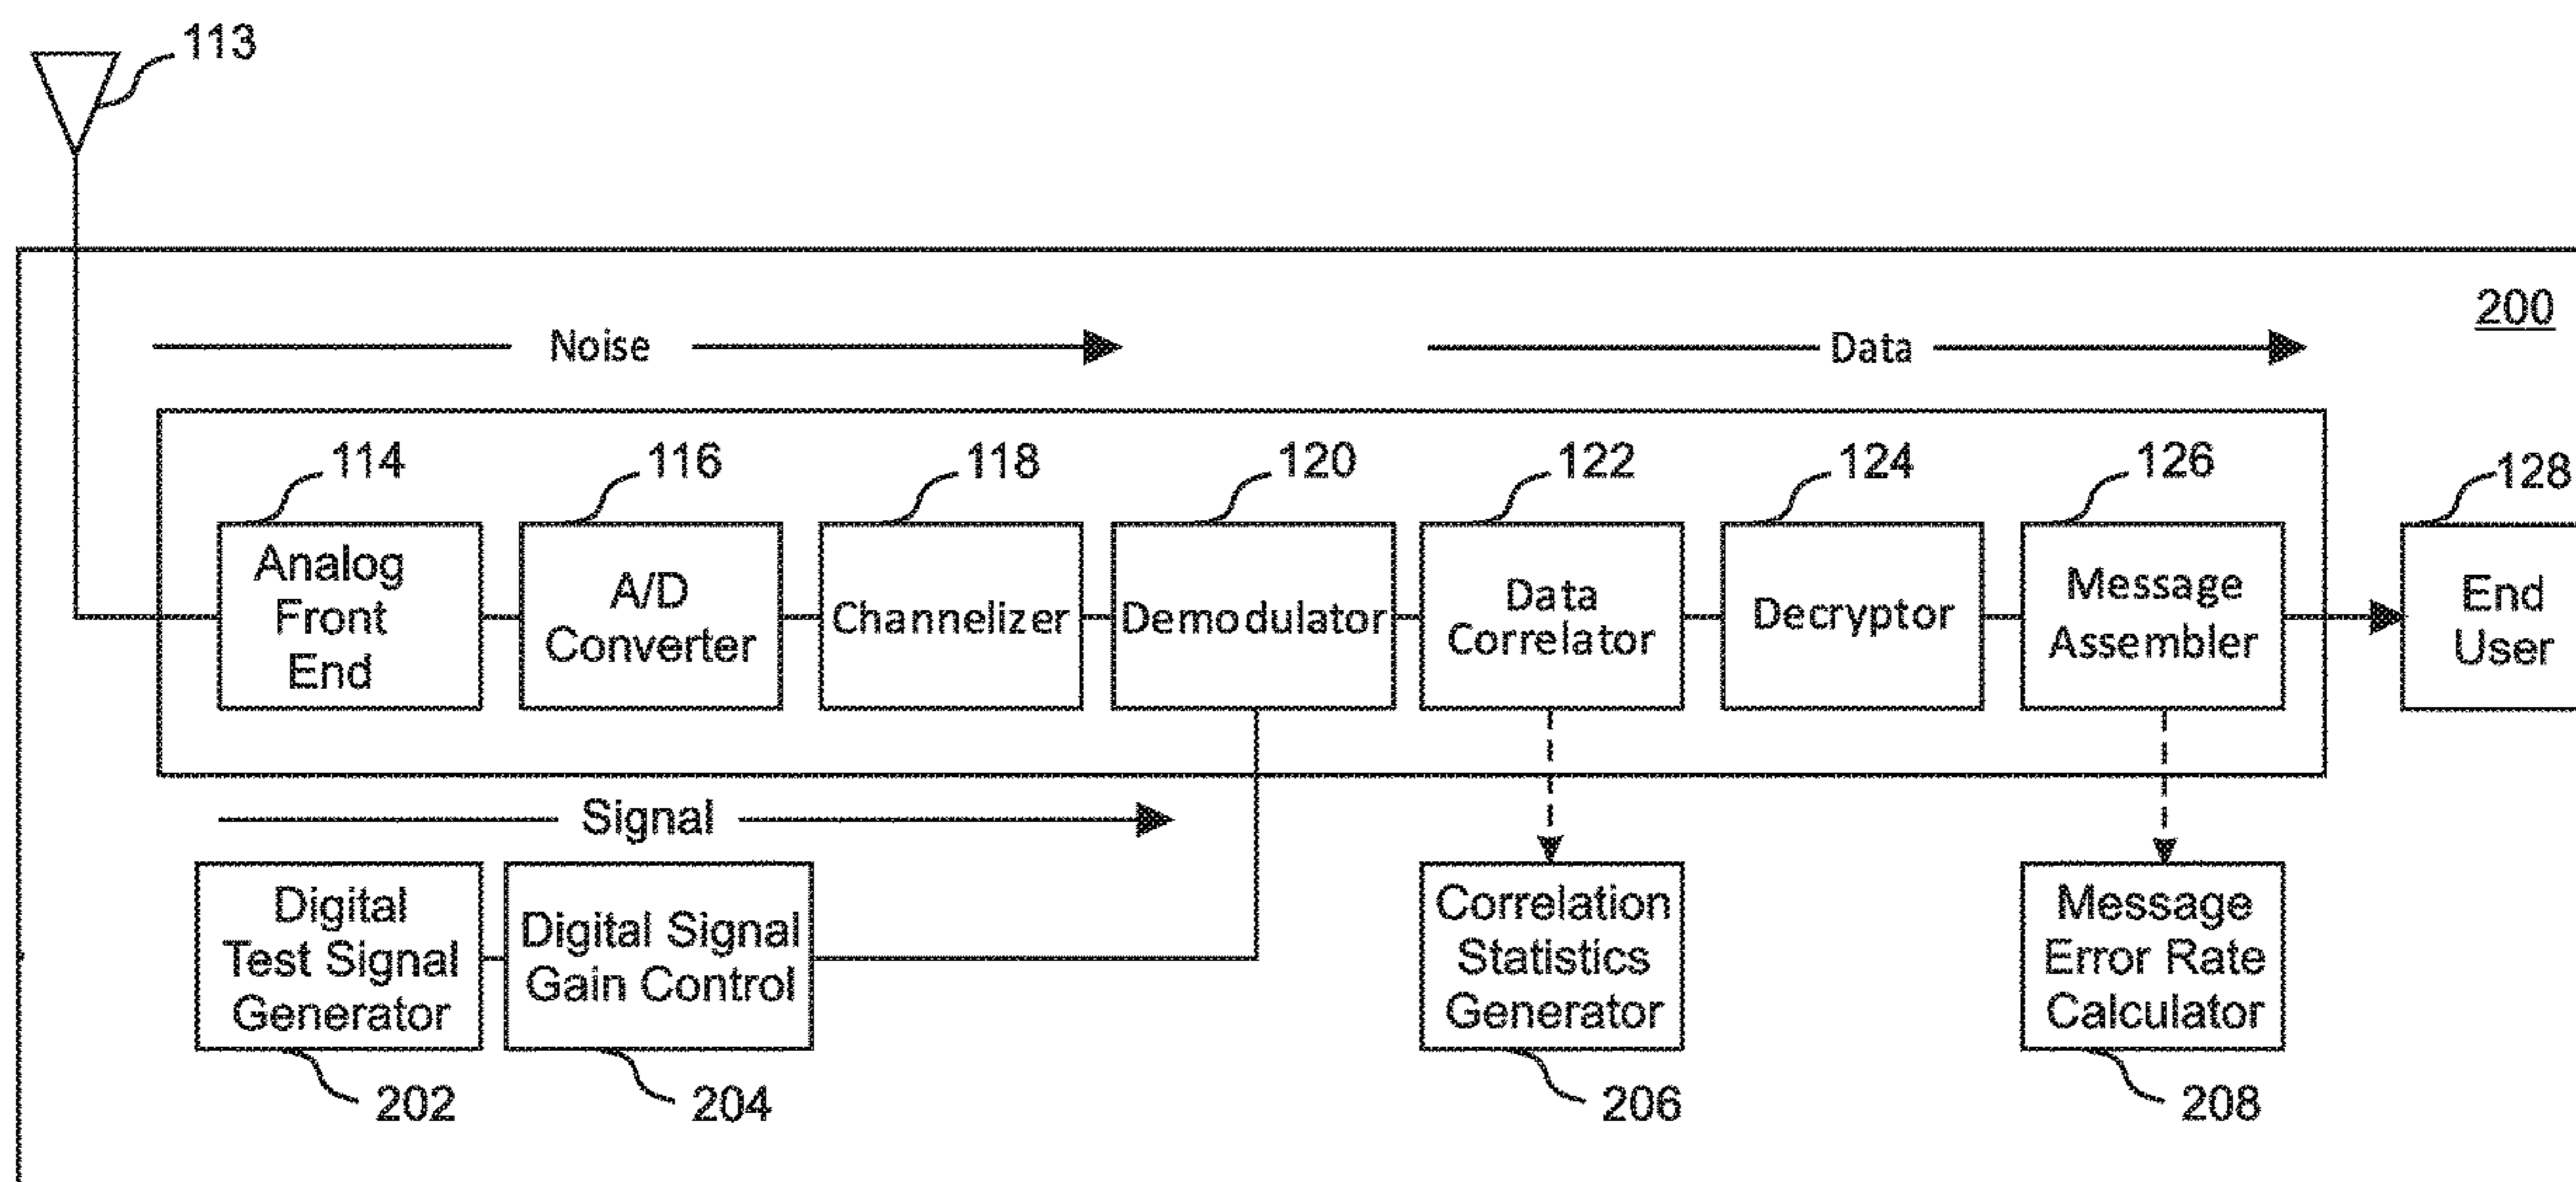 113
200
Noise
Data
114
116
118
120
122
124
126
128
Analog
Front
End
A/D
Converter
Channelizer
Demodulator
Data
Correlator
Decryptor
Message
Assembler
End
User
Signal
Digital
Test Signal
Generator
Digital Signal
Gain Control
Correlation
Statistics
Generator
Message
Error Rate
Calculator
202
204
206
208